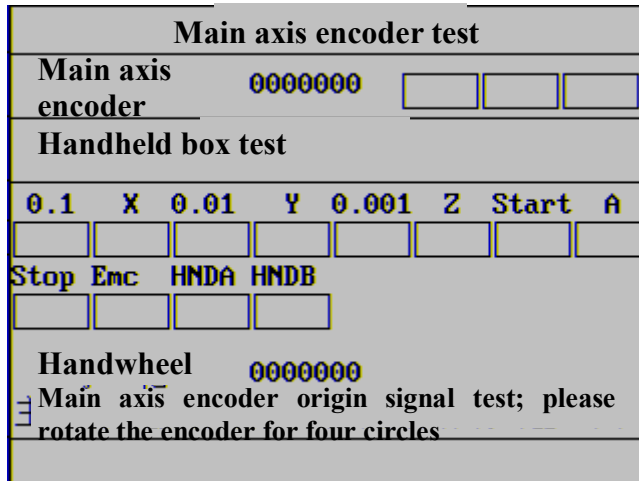 Main axis encoder test
Main axis 0000000
encoder
Handheld box test
0.1 X 0.01 Y 0.001 Z Start A
Stop Emc HNDA HNDB
Handwheel 0000000
Main axis encoder origin signal test; please
rotate the encoder for four circles